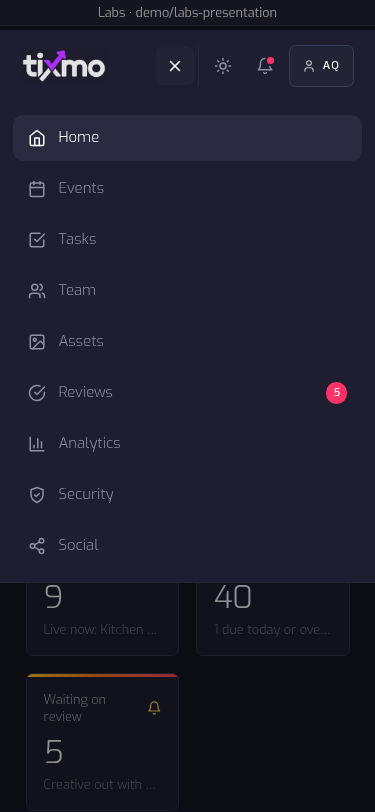 Labs · demo/labs-presentation
tixmo
AQ
Home
Events
Tasks
Team
Assets
Reviews
5
Analytics
Security
Social
9
40
Live now: Kitchen ...
1 due today or ove...
Waiting on
review
5
Creative out with ...